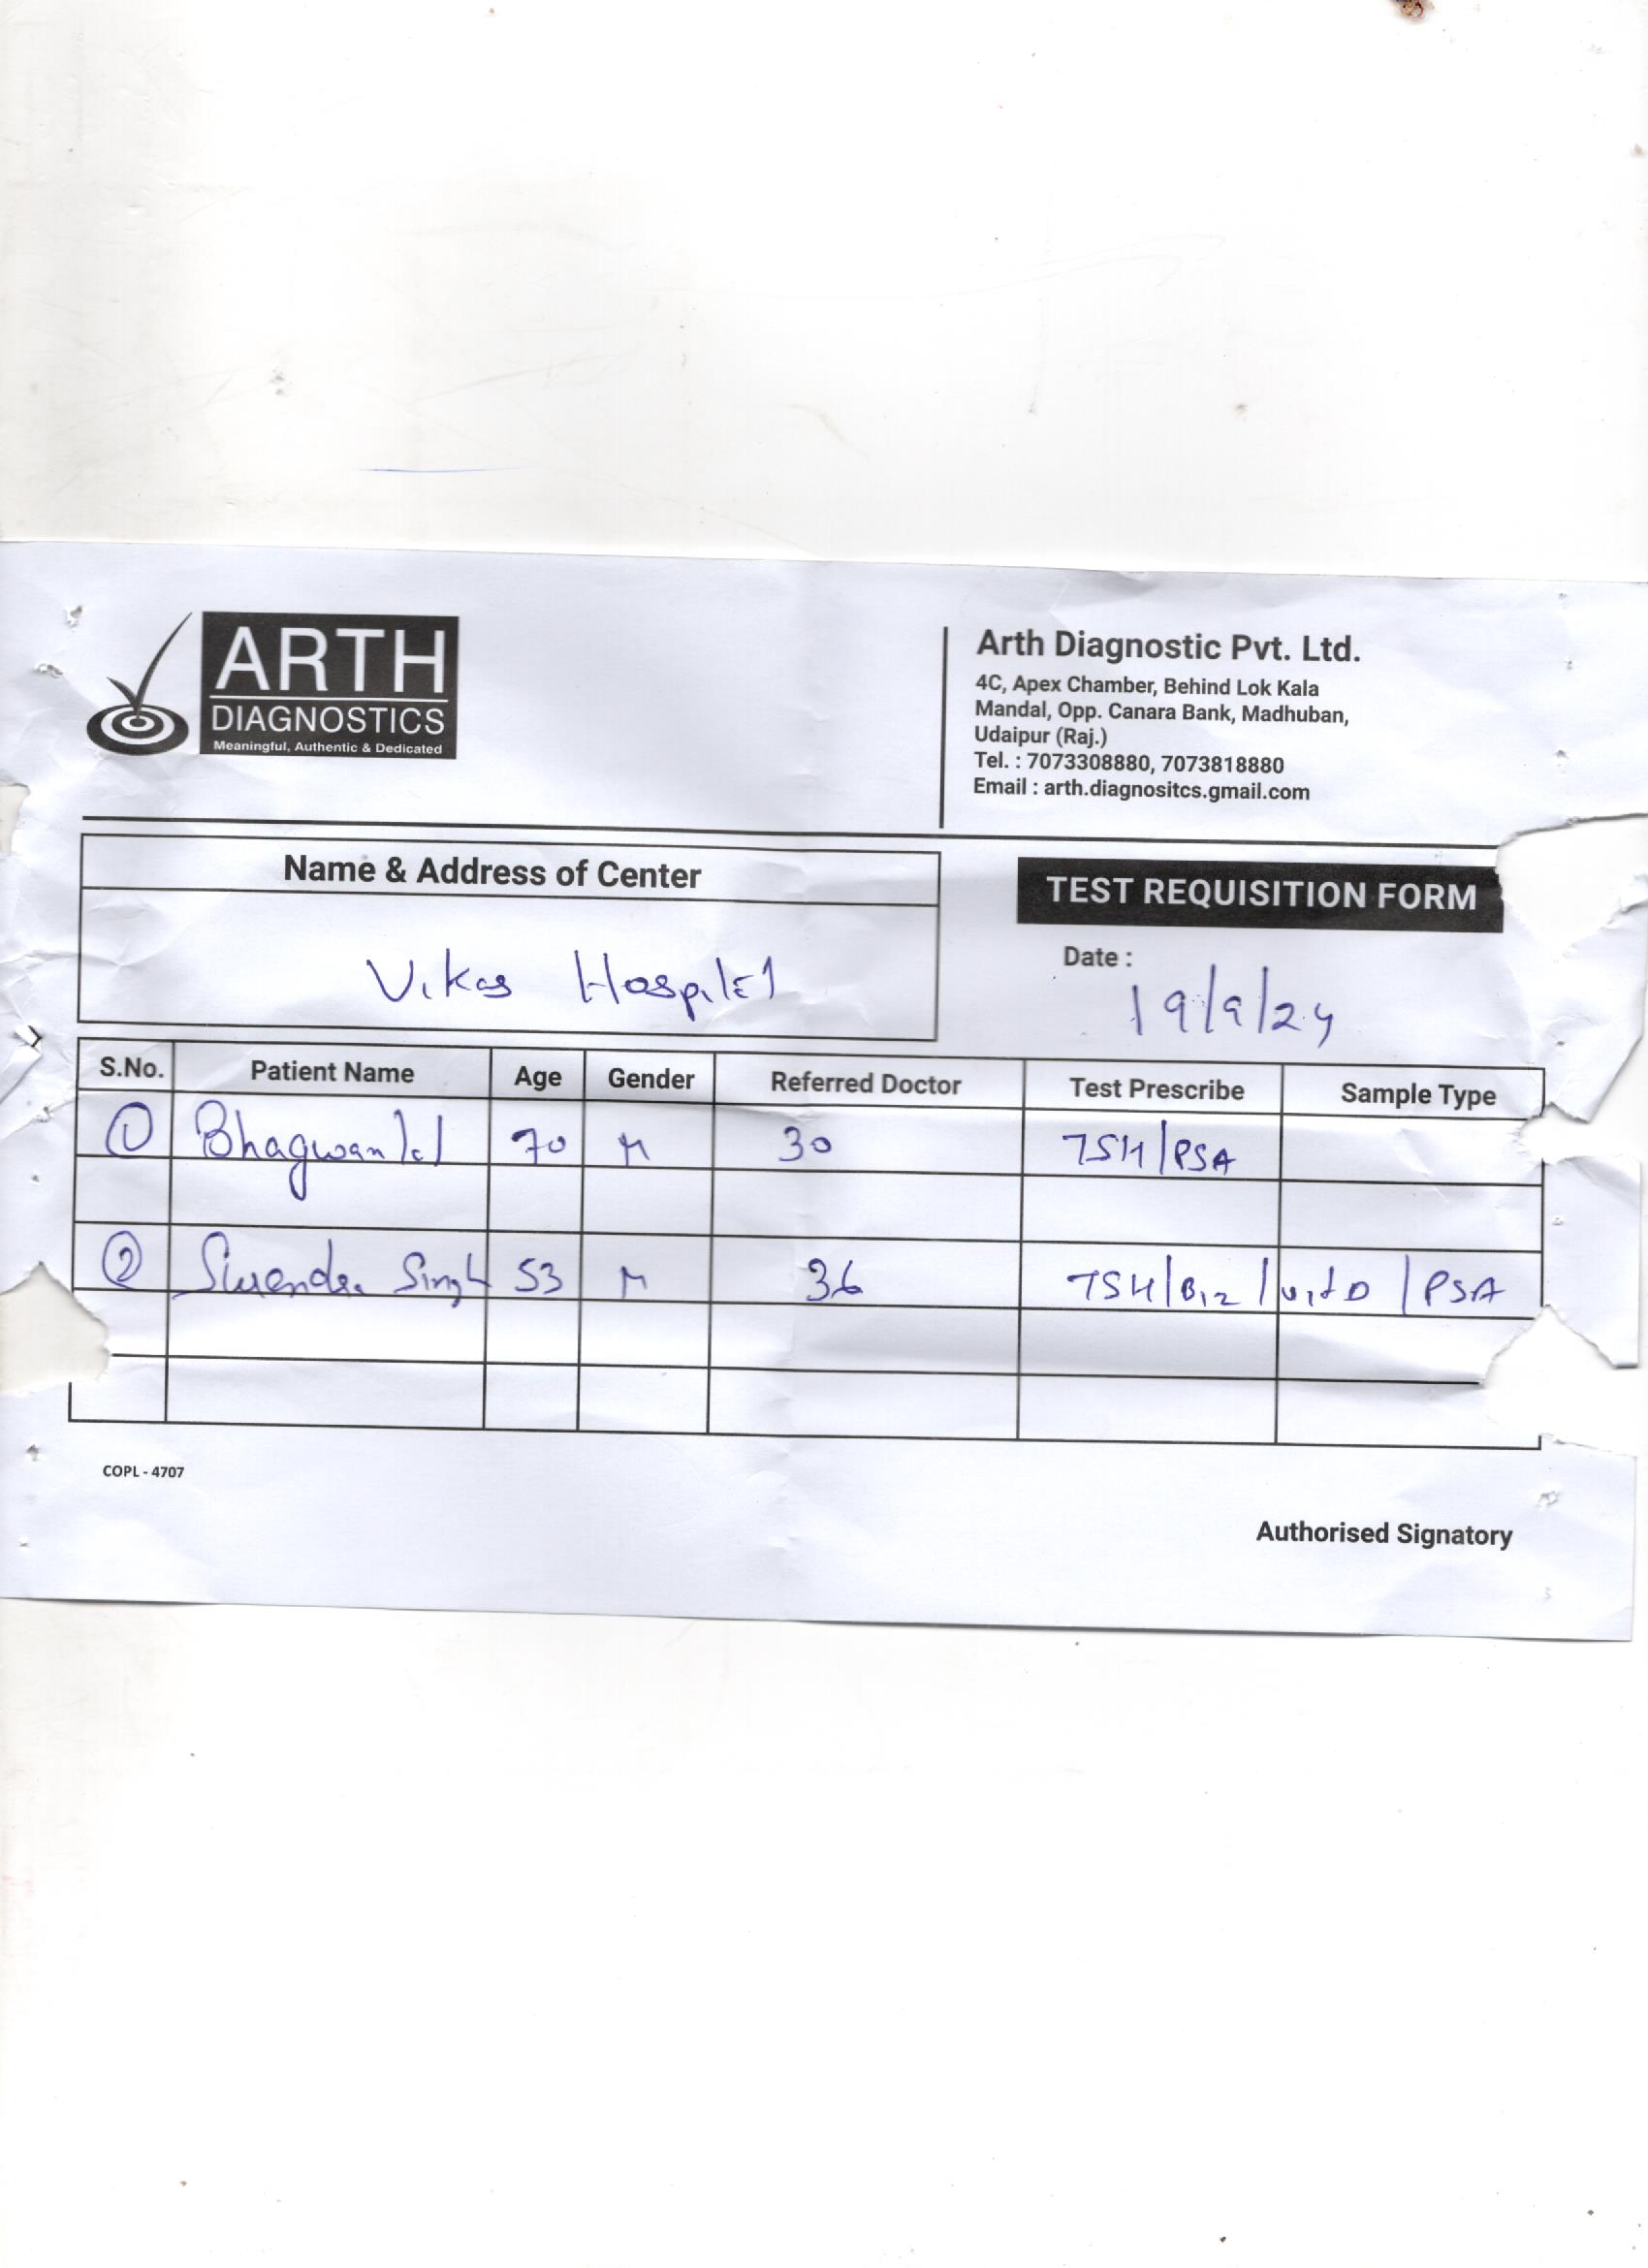 ARTH
DIAGNOSTICS
Meaningful, Authentic & Dedicated
Arth Diagnostic Pvt. Ltd.
4C, Apex Chamber, Behind Lok Kala
Mandal, Opp. Canara Bank, Madhuban,
Udaipur (Raj.)
Tel. : 7073308880, 7073818880
Email : arth.diagnositcs.gmail.com
Name & Address of Center
Vikas Hospital
TEST REQUISITION FORM
Date :
19/9/24
S.No. Patient Name Age Gender Referred Doctor Test Prescribe Sample Type
1 Bhagwan lal 70 M 30 TSH/PSA
2 Surendra Singh 53 M 36 TSH/B12/Vit D/PSA
COPL - 4707
Authorised Signatory